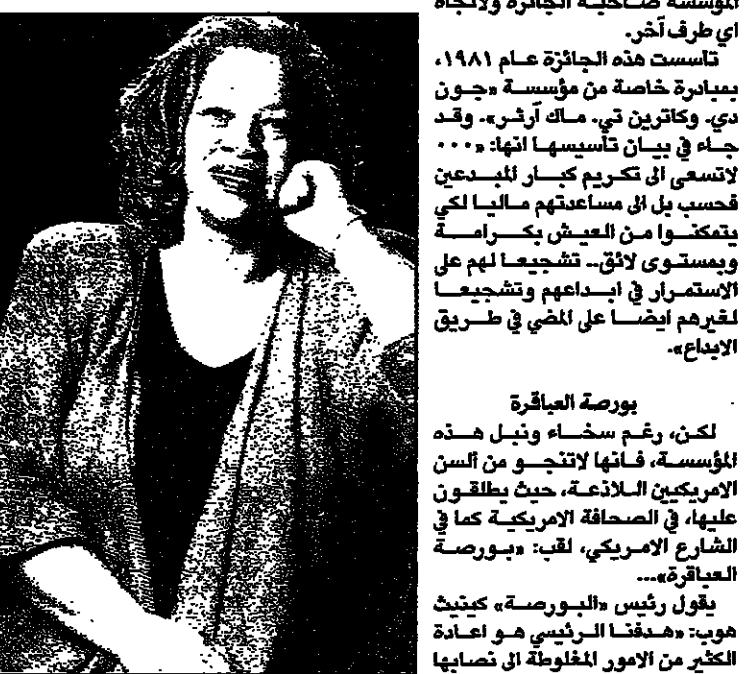 المؤسسة صاحبة الجائزة ولاتجاه
اي طرف آخر.
تأسست هذه الجائزة عام ١٩٨١،
بمبادرة خاصة من مؤسسة «جون
دي. وكاترين تي. ماك آرثر». وقد
جاء في بيان تأسيسها انها: «...
لاتسعى الى تكريم كبار المبدعين
فحسب بل الى مساعدتهم ماليا لكي
يتمكنوا من العيش بكرامة
وبمستوى لائق.. تشجيعا لهم على
الاستمرار في ابداعهم وتشجيعا
لغيرهم ايضا على المضي في طريق
الابداع».
بورصة العباقرة
لكن، رغم سخاء ونبل هذه
المؤسسة، فانها لاتنجو من ألسن
الامريكيين اللاذعة، حيث يطلقون
عليها، في الصحافة الامريكية كما في
الشارع الامريكي، لقب: «بورصة
العباقرة»...
يقول رئيس «البورصة» كينيث
هوب: «هدفنا الرئيسي هو اعادة
الكثير من الامور المغلوطة الى نصابها